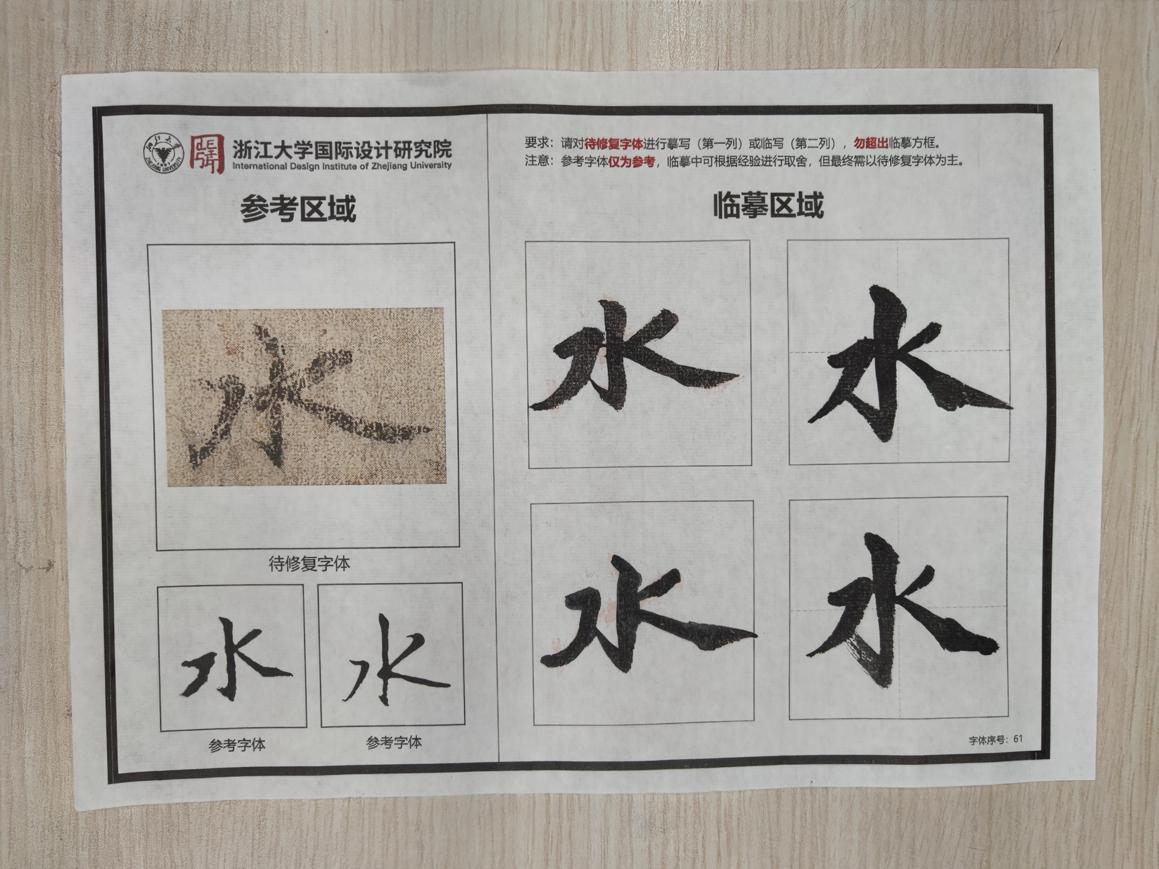 浙江大学国际设计研究院
International Design Institute of Zhejiang University
参考区域
水
待修复字体
水
水
参考字体
参考字体
要求：请对待修复字体进行摹写（第一列）或临写（第二列），勿超出临摹方框。
注意：参考字体仅为参考，临摹中可根据经验进行取舍，但最终需以待修复字体为主。
临摹区域
水
水
水
水
字体序号：61